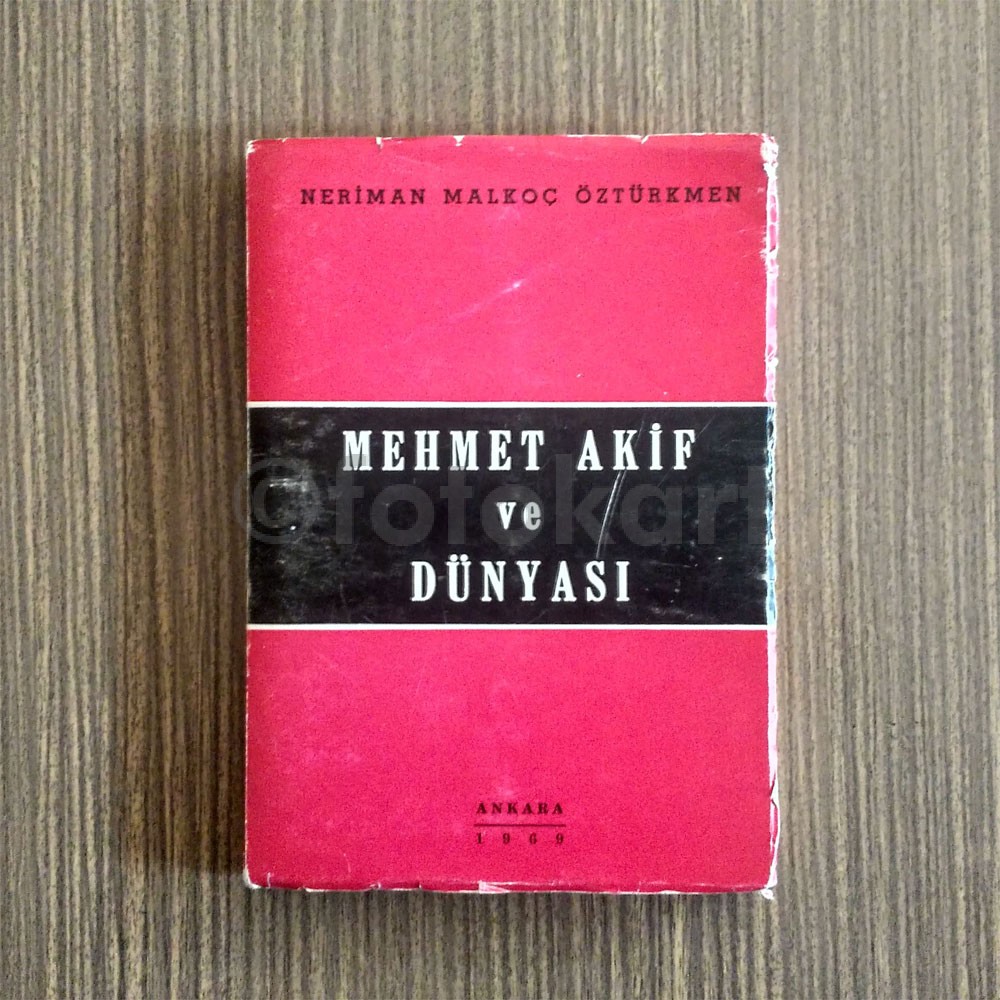 NERİMAN MALKOÇ ÖZTÜRKMEN
MEHMET AKİF
ve
DÜNYASI
©fotokart
ANKARA
1969